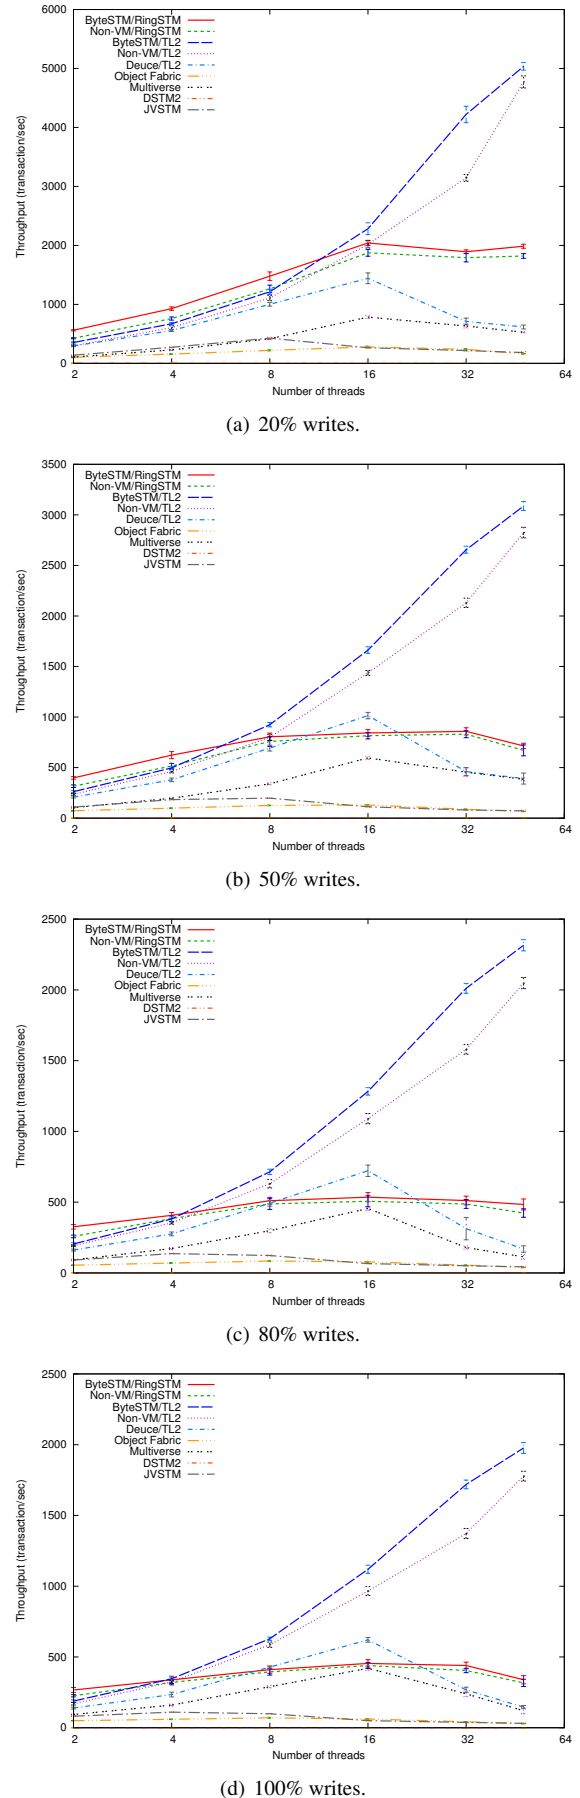 6000
5000
4000
3000
2000
1000
0
Throughput (transaction/sec)
ByteSTM/RingSTM
Non-VM/RingSTM
ByteSTM/TL2
Non-VM/TL2
Deuce/TL2
Object Fabric
Multiverse
DSTM2
JVSTM
2 4 8 16 32 64
Number of threads
(a) 20% writes.
3500
3000
2500
2000
1500
1000
500
0
Throughput (transaction/sec)
ByteSTM/RingSTM
Non-VM/RingSTM
ByteSTM/TL2
Non-VM/TL2
Deuce/TL2
Object Fabric
Multiverse
DSTM2
JVSTM
2 4 8 16 32 64
Number of threads
(b) 50% writes.
2500
2000
1500
1000
500
0
Throughput (transaction/sec)
ByteSTM/RingSTM
Non-VM/RingSTM
ByteSTM/TL2
Non-VM/TL2
Deuce/TL2
Object Fabric
Multiverse
DSTM2
JVSTM
2 4 8 16 32 64
Number of threads
(c) 80% writes.
2500
2000
1500
1000
500
0
Throughput (transaction/sec)
ByteSTM/RingSTM
Non-VM/RingSTM
ByteSTM/TL2
Non-VM/TL2
Deuce/TL2
Object Fabric
Multiverse
DSTM2
JVSTM
2 4 8 16 32 64
Number of threads
(d) 100% writes.